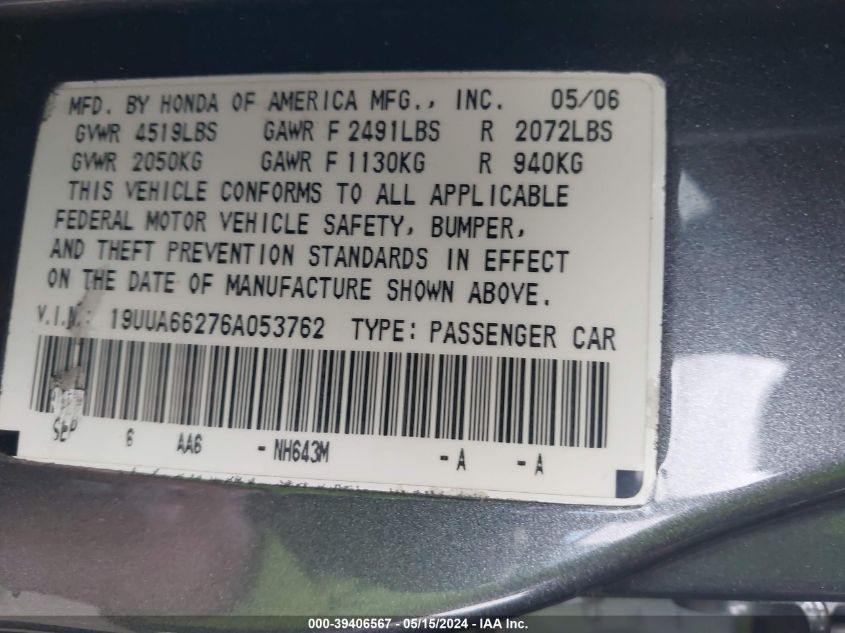 MFD. BY HONDA OF AMERICA MFG., INC. 05/06
GVWR 4519LBS GAWR F 2491LBS R 2072LBS
GVWR 2050KG GAWR F 1130KG R 940KG
THIS VEHICLE CONFORMS TO ALL APPLICABLE
FEDERAL MOTOR VEHICLE SAFETY, BUMPER,
AND THEFT PREVENTION STANDARDS IN EFFECT
ON THE DATE OF MANUFACTURE SHOWN ABOVE.
V.I.N.: 19UUA66276A053762 TYPE: PASSENGER CAR
SEP 6 AA6 - NH643M - A - A
000-39406567 - 05/15/2024 - IAA Inc.